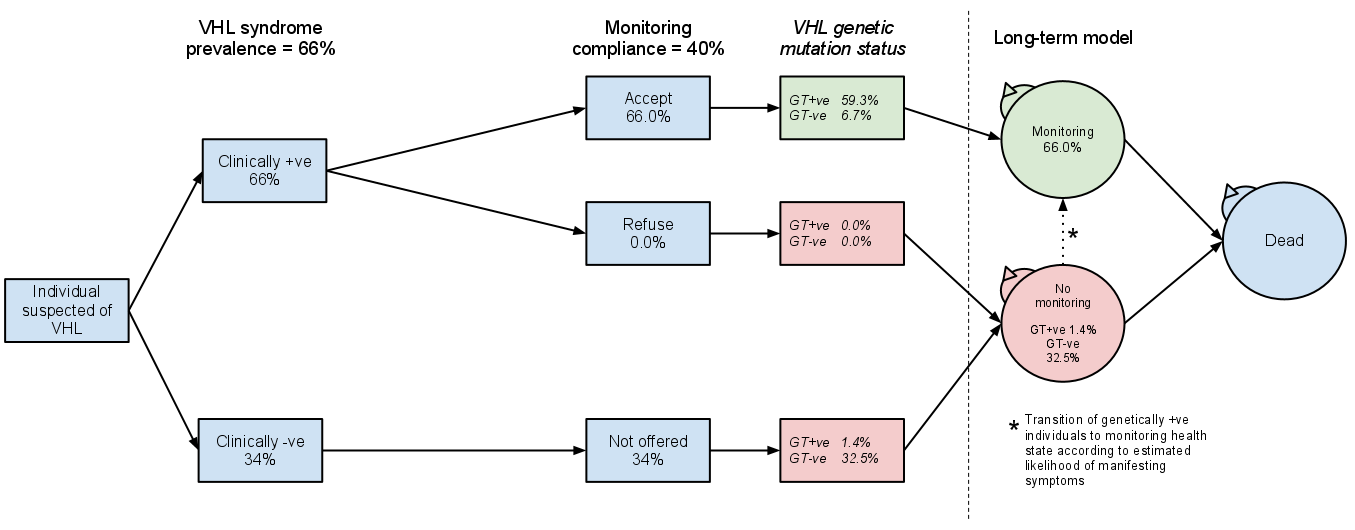 VHL syndrome
prevalence = 66%
Monitoring
compliance = 40%
VHL genetic
mutation status
Long-term model
Individual
suspected of
VHL
Clinically +ve
66%
Clinically -ve
34%
Accept
66.0%
Refuse
0.0%
Not offered
34%
GT+ve 59.3%
GT-ve 6.7%
GT+ve 0.0%
GT-ve 0.0%
GT+ve 1.4%
GT-ve 32.5%
Monitoring
66.0%
*
No
monitoring
GT+ve 1.4%
GT-ve
32.5%
Dead
* Transition of genetically +ve
individuals to monitoring health
state according to estimated
likelihood of manifesting
symptoms